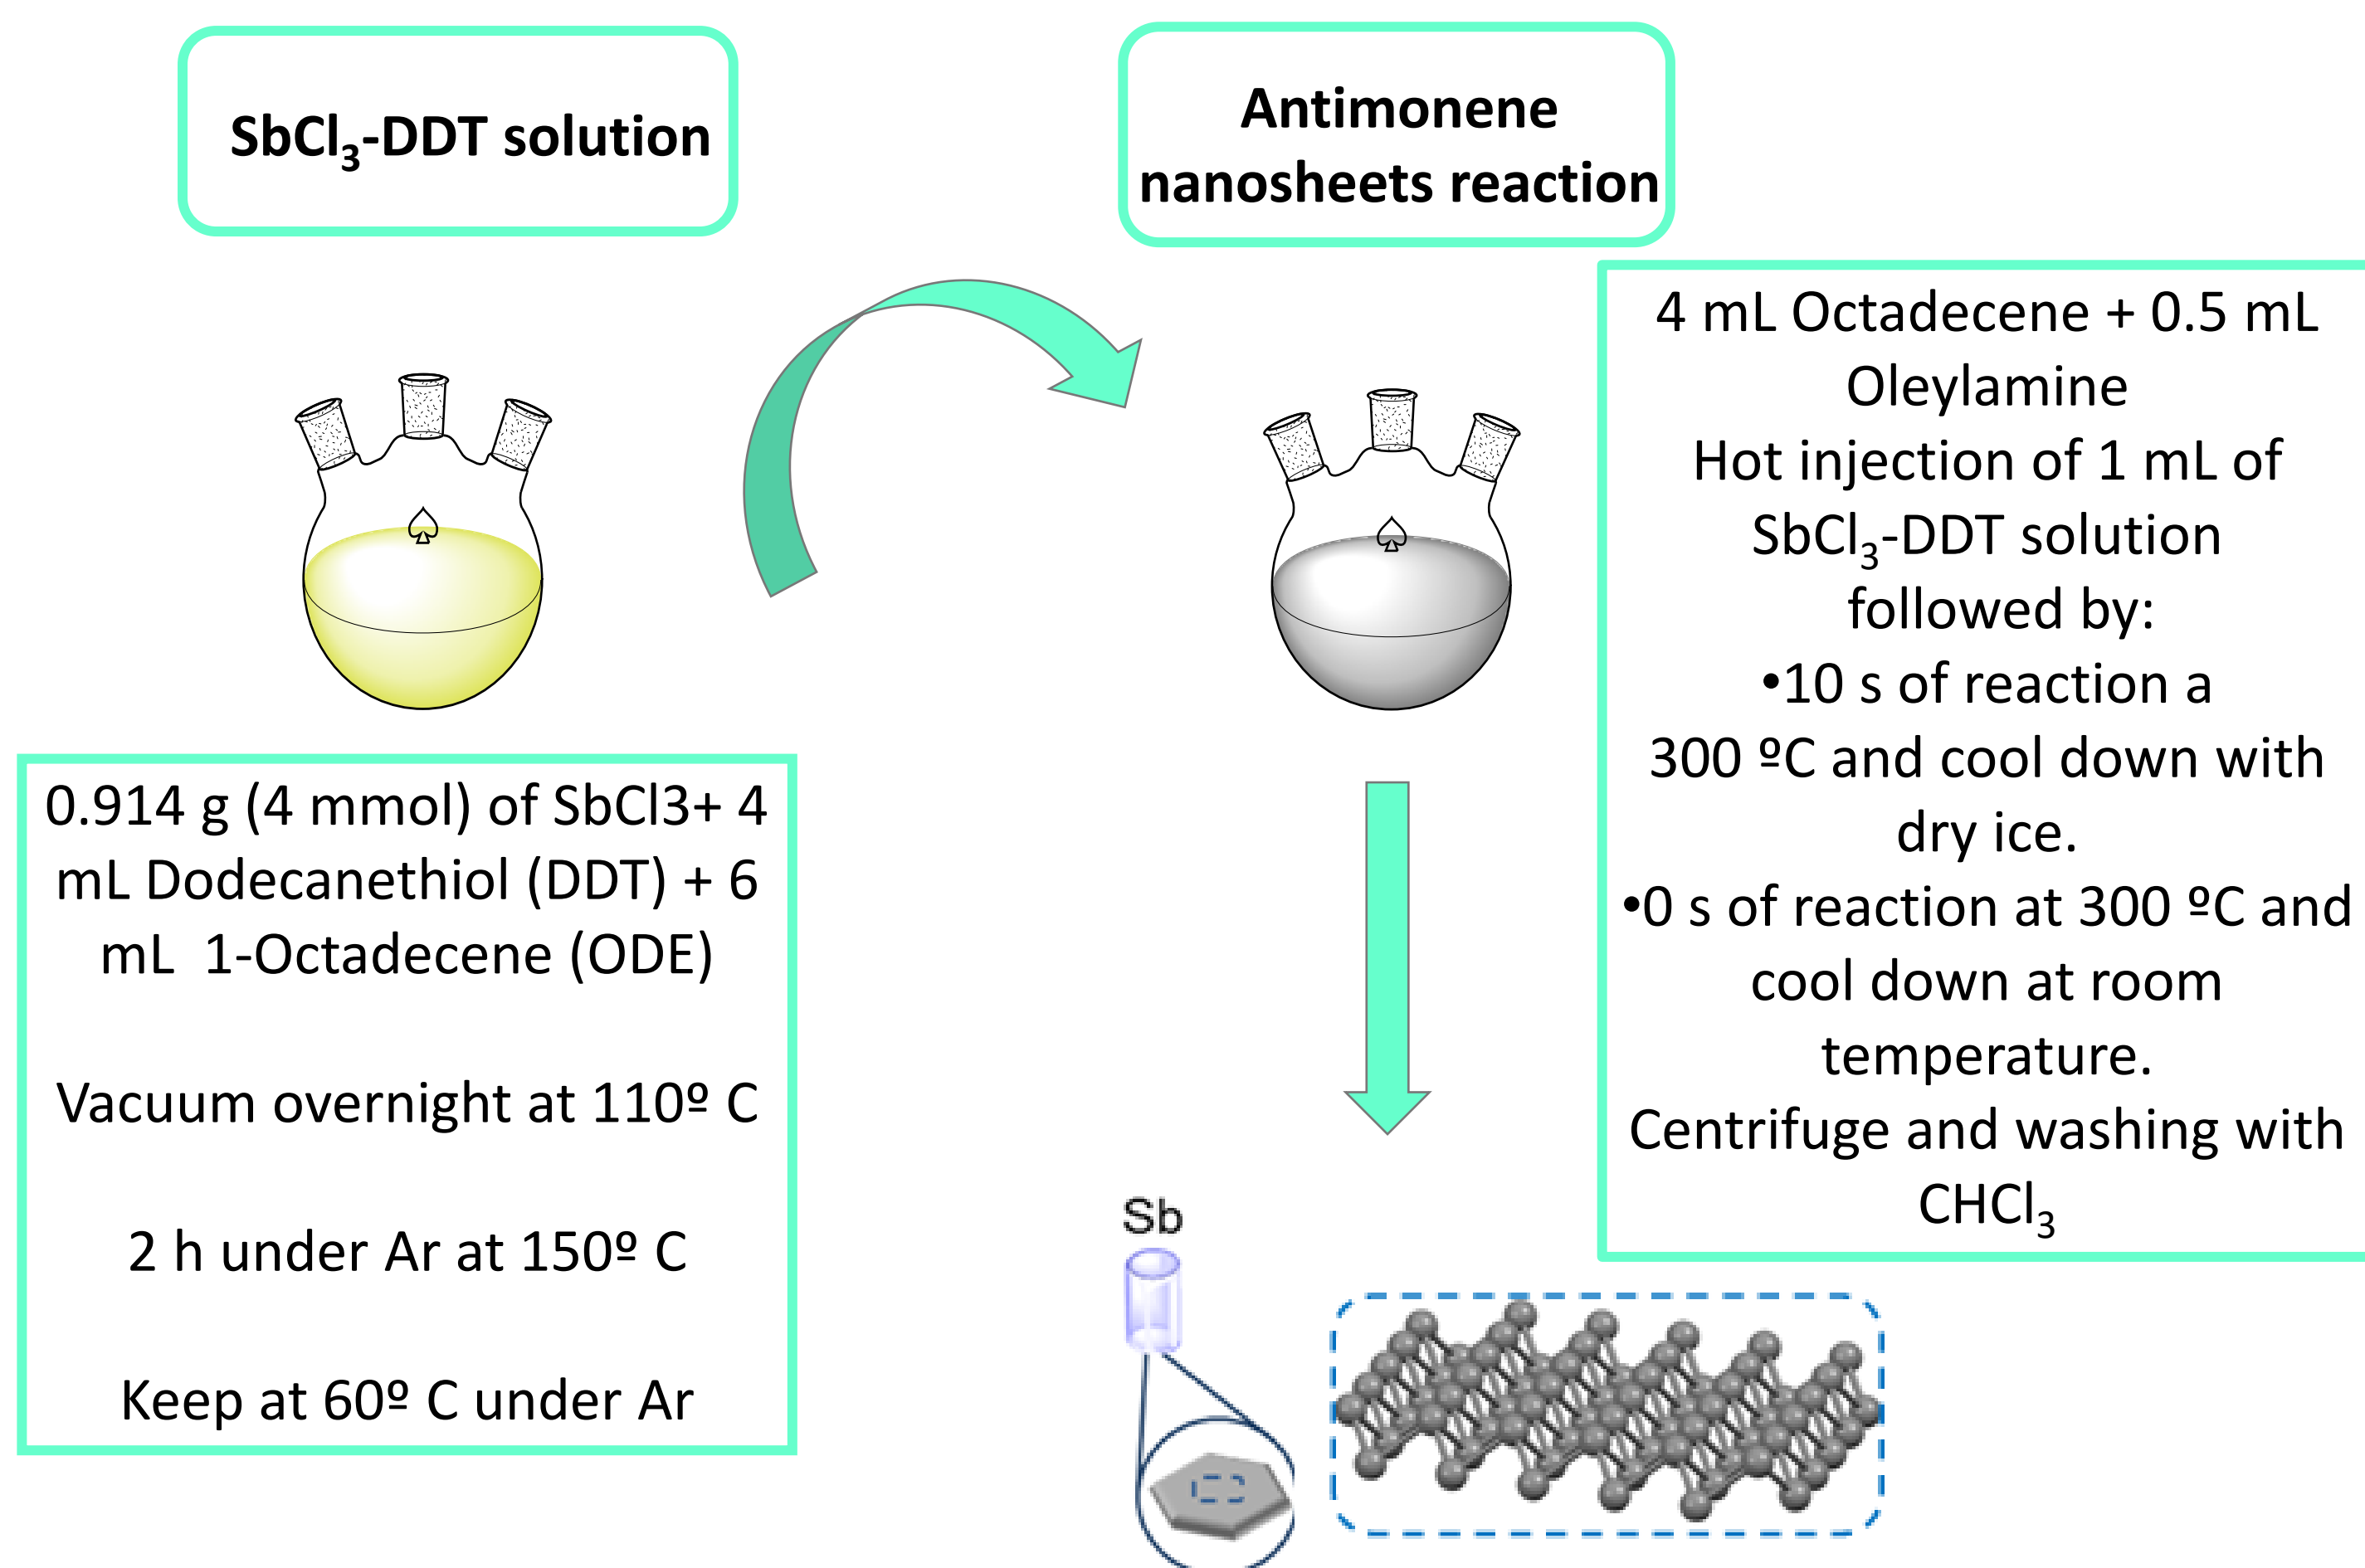 SbCl₃-DDT solution
Antimonene
nanosheets reaction
0.914 g (4 mmol) of SbCl3+ 4
mL Dodecanethiol (DDT) + 6
mL  1-Octadecene (ODE)
Vacuum overnight at 110º C
2 h under Ar at 150º C
Keep at 60º C under Ar
4 mL Octadecene + 0.5 mL
Oleylamine
Hot injection of 1 mL of
SbCl₃-DDT solution
followed by:
•10 s of reaction a
300 ºC and cool down with
dry ice.
•0 s of reaction at 300 ºC and
cool down at room
temperature.
Centrifuge and washing with
CHCl₃
Sb